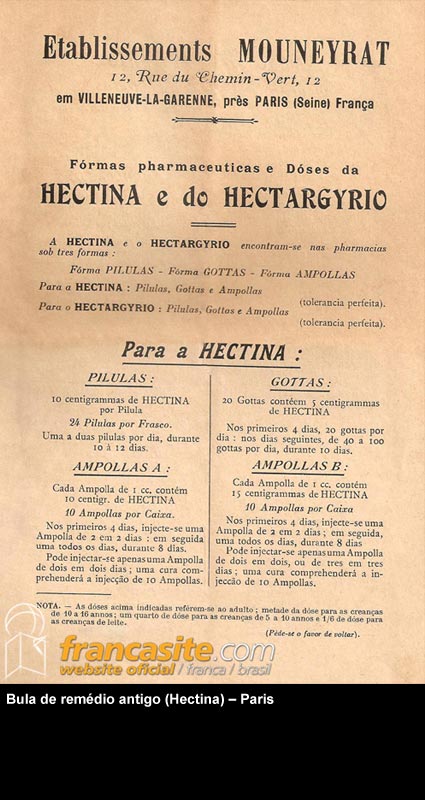 Etablissements MOUNEYRAT
12, Rue du Chemin-Vert, 12
em VILLENEUVE-LA-GARENNE, près PARIS (Seine) França
Fórmas pharmaceuticas e Dóses da
HECTINA e do HECTARGYRIO
A HECTINA e o HECTARGYRIO encontram-se nas pharmacias
sob tres formas :
Fórma PILULAS - Fórma GOTTAS - Fórma AMPOLLAS
Para a HECTINA : Pilulas, Gottas e Ampollas
(tolerancia perfeita).
Para o HECTARGYRIO : Pilulas, Gottas e Ampollas
(tolerancia perfeita).
Para a HECTINA :
PILULAS :
10 centigrammas de HECTINA
por Pilula
24 Pilulas por Frasco.
Uma a duas pilulas por dia, durante
10 à 12 dias.
GOTTAS :
20 Gottas contéem 5 centigrammas
de HECTINA
Nos primeiros 4 dias, 20 gottas por
dia : nos dias seguintes, de 40 a 100
gottas por dia, durante 10 dias.
AMPOLLAS A :
Cada Ampolla de 1 cc. contém
10 centigr. de HECTINA
10 Ampollas por Caixa.
Nos primeiros 4 dias, injecte-se uma
Ampolla de 2 em 2 dias : em seguida
uma todos os dias, durante 8 dias.
Póde injectar-se apenas uma Ampolla
de dois em dois dias; uma cura com-
prehenderá a injecção de 10 Ampollas.
AMPOLLAS B :
Cada Ampolla de 1 cc. contém
15 centigrammas de HECTINA
10 Ampollas por Caixa
Nos primeiros 4 dias, injecte-se uma
Ampolla de 2 em 2 dias ; em seguida,
uma todos os dias, durante 8 dias
Póde injectar-se apenas uma Ampolla
de dois em dois, ou de tres em tres
dias ; uma cura comprehenderá a in-
jecção de 10 Ampollas.
NOTA. — As dóses acima indicadas referem-se ao adulto ; metade da dóse para as creanças
de 10 a 16 annos ; um quarto de dóse para as creanças de 5 a 10 annos e 1/6 de dóse para
as creanças de leite.
(Péde-se o favor de voltar).
francasite.com
website oficial / franca / brasil
Bula de remédio antigo (Hectina) – Paris